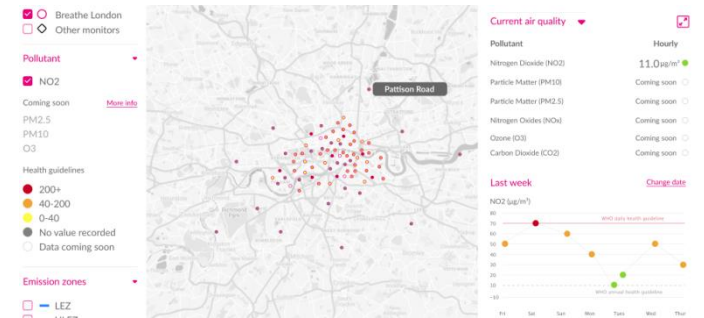 Breathe London
Other monitors
Pollutant
NO2
Coming soon More info
PM2.5
PM10
O3
Health guidelines
200+
40-200
0-40
No value recorded
Data coming soon
Emission zones
LEZ
Pattison Road
Current air quality
Pollutant Hourly
Nitrogen Dioxide (NO2) 11.0 µg/m³
Particle Matter (PM10) Coming soon
Particle Matter (PM2.5) Coming soon
Nitrogen Oxides (NOx) Coming soon
Ozone (O3) Coming soon
Carbon Dioxide (CO2) Coming soon
Last week Change date
NO2 (µg/m³)
80
70
60
50
40
30
20
10
-10
WHO daily health guideline
WHO annual health guideline
Fri Sat Sun Mon Tues Wed Thur